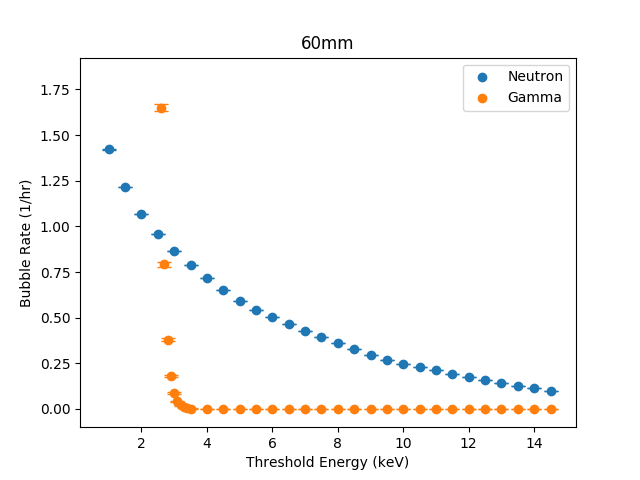 60mm
Neutron
Gamma
Bubble Rate (1/hr)
1.75
1.50
1.25
1.00
0.75
0.50
0.25
0.00
2 4 6 8 10 12 14
Threshold Energy (keV)